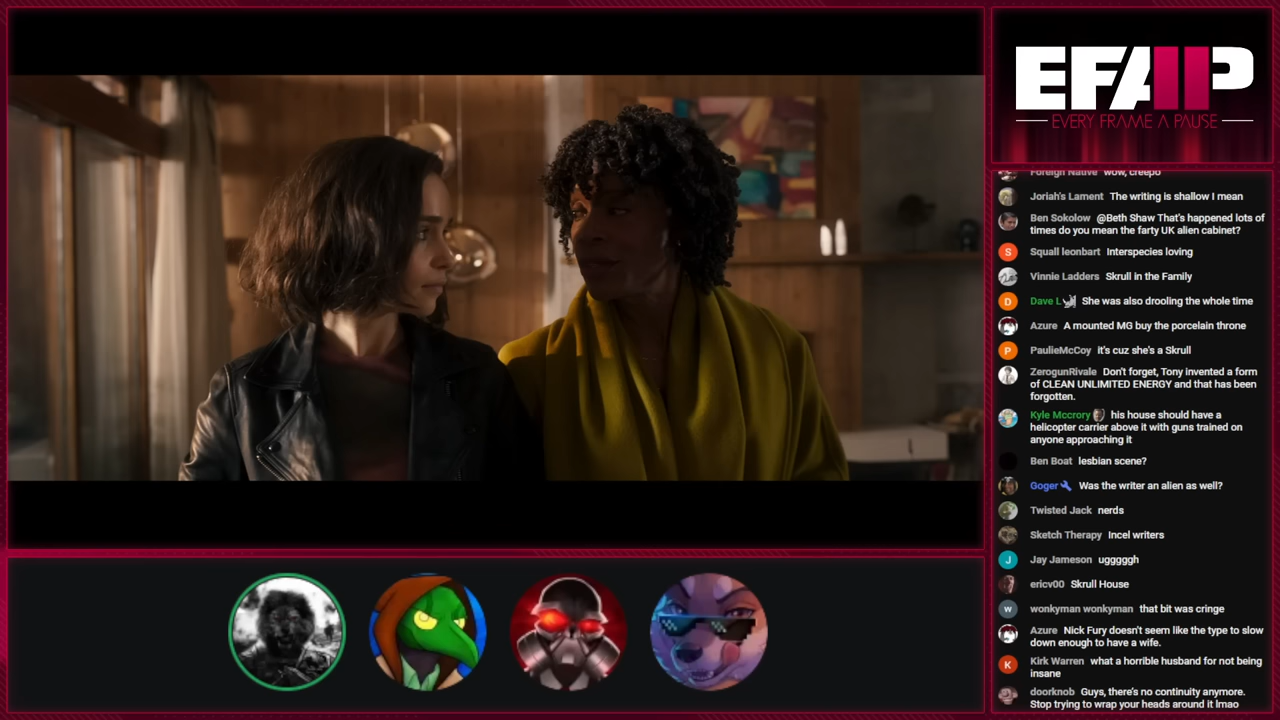 EFAP
EVERY FRAME A PAUSE
Foreign Native wow, creepo
Joriah's Lament The writing is shallow I mean
Ben Sokolow @Beth Shaw That's happened lots of
times do you mean the farty UK alien cabinet?
S
Squall leonbart Interspecies loving
Vinnie Ladders Skrull in the Family
D
Dave L She was also drooling the whole time
Azure A mounted MG buy the porcelain throne
P
PaulieMcCoy it's cuz she's a Skrull
ZerogunRivale Don't forget, Tony invented a form
of CLEAN UNLIMITED ENERGY and that has been
forgotten.
Kyle Mccrory his house should have a
helicopter carrier above it with guns trained on
anyone approaching it
Ben Boat lesbian scene?
Goger Was the writer an alien as well?
Twisted Jack nerds
Sketch Therapy Incel writers
J
Jay Jameson ugggggh
ericv00 Skrull House
w
wonkyman wonkyman that bit was cringe
Azure Nick Fury doesn't seem like the type to slow
down enough to have a wife.
K
Kirk Warren what a horrible husband for not being
insane
doorknob Guys, there's no continuity anymore.
Stop trying to wrap your heads around it lmao